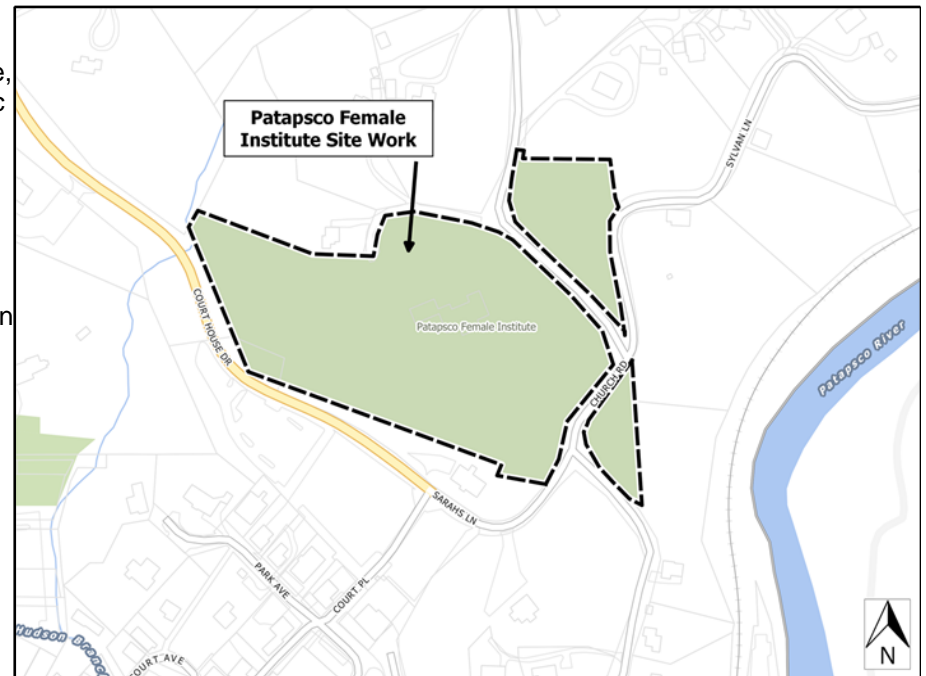 e,
c
n
Patapsco Female
Institute Site Work
SYLVAN LN
COURT HOUSE DR
Patapsco Female Institute
Patapsco River
CHURCH RD
SARAHS LN
PARK AVE
COURT PL
Hudson Branc
COURT AVE
N